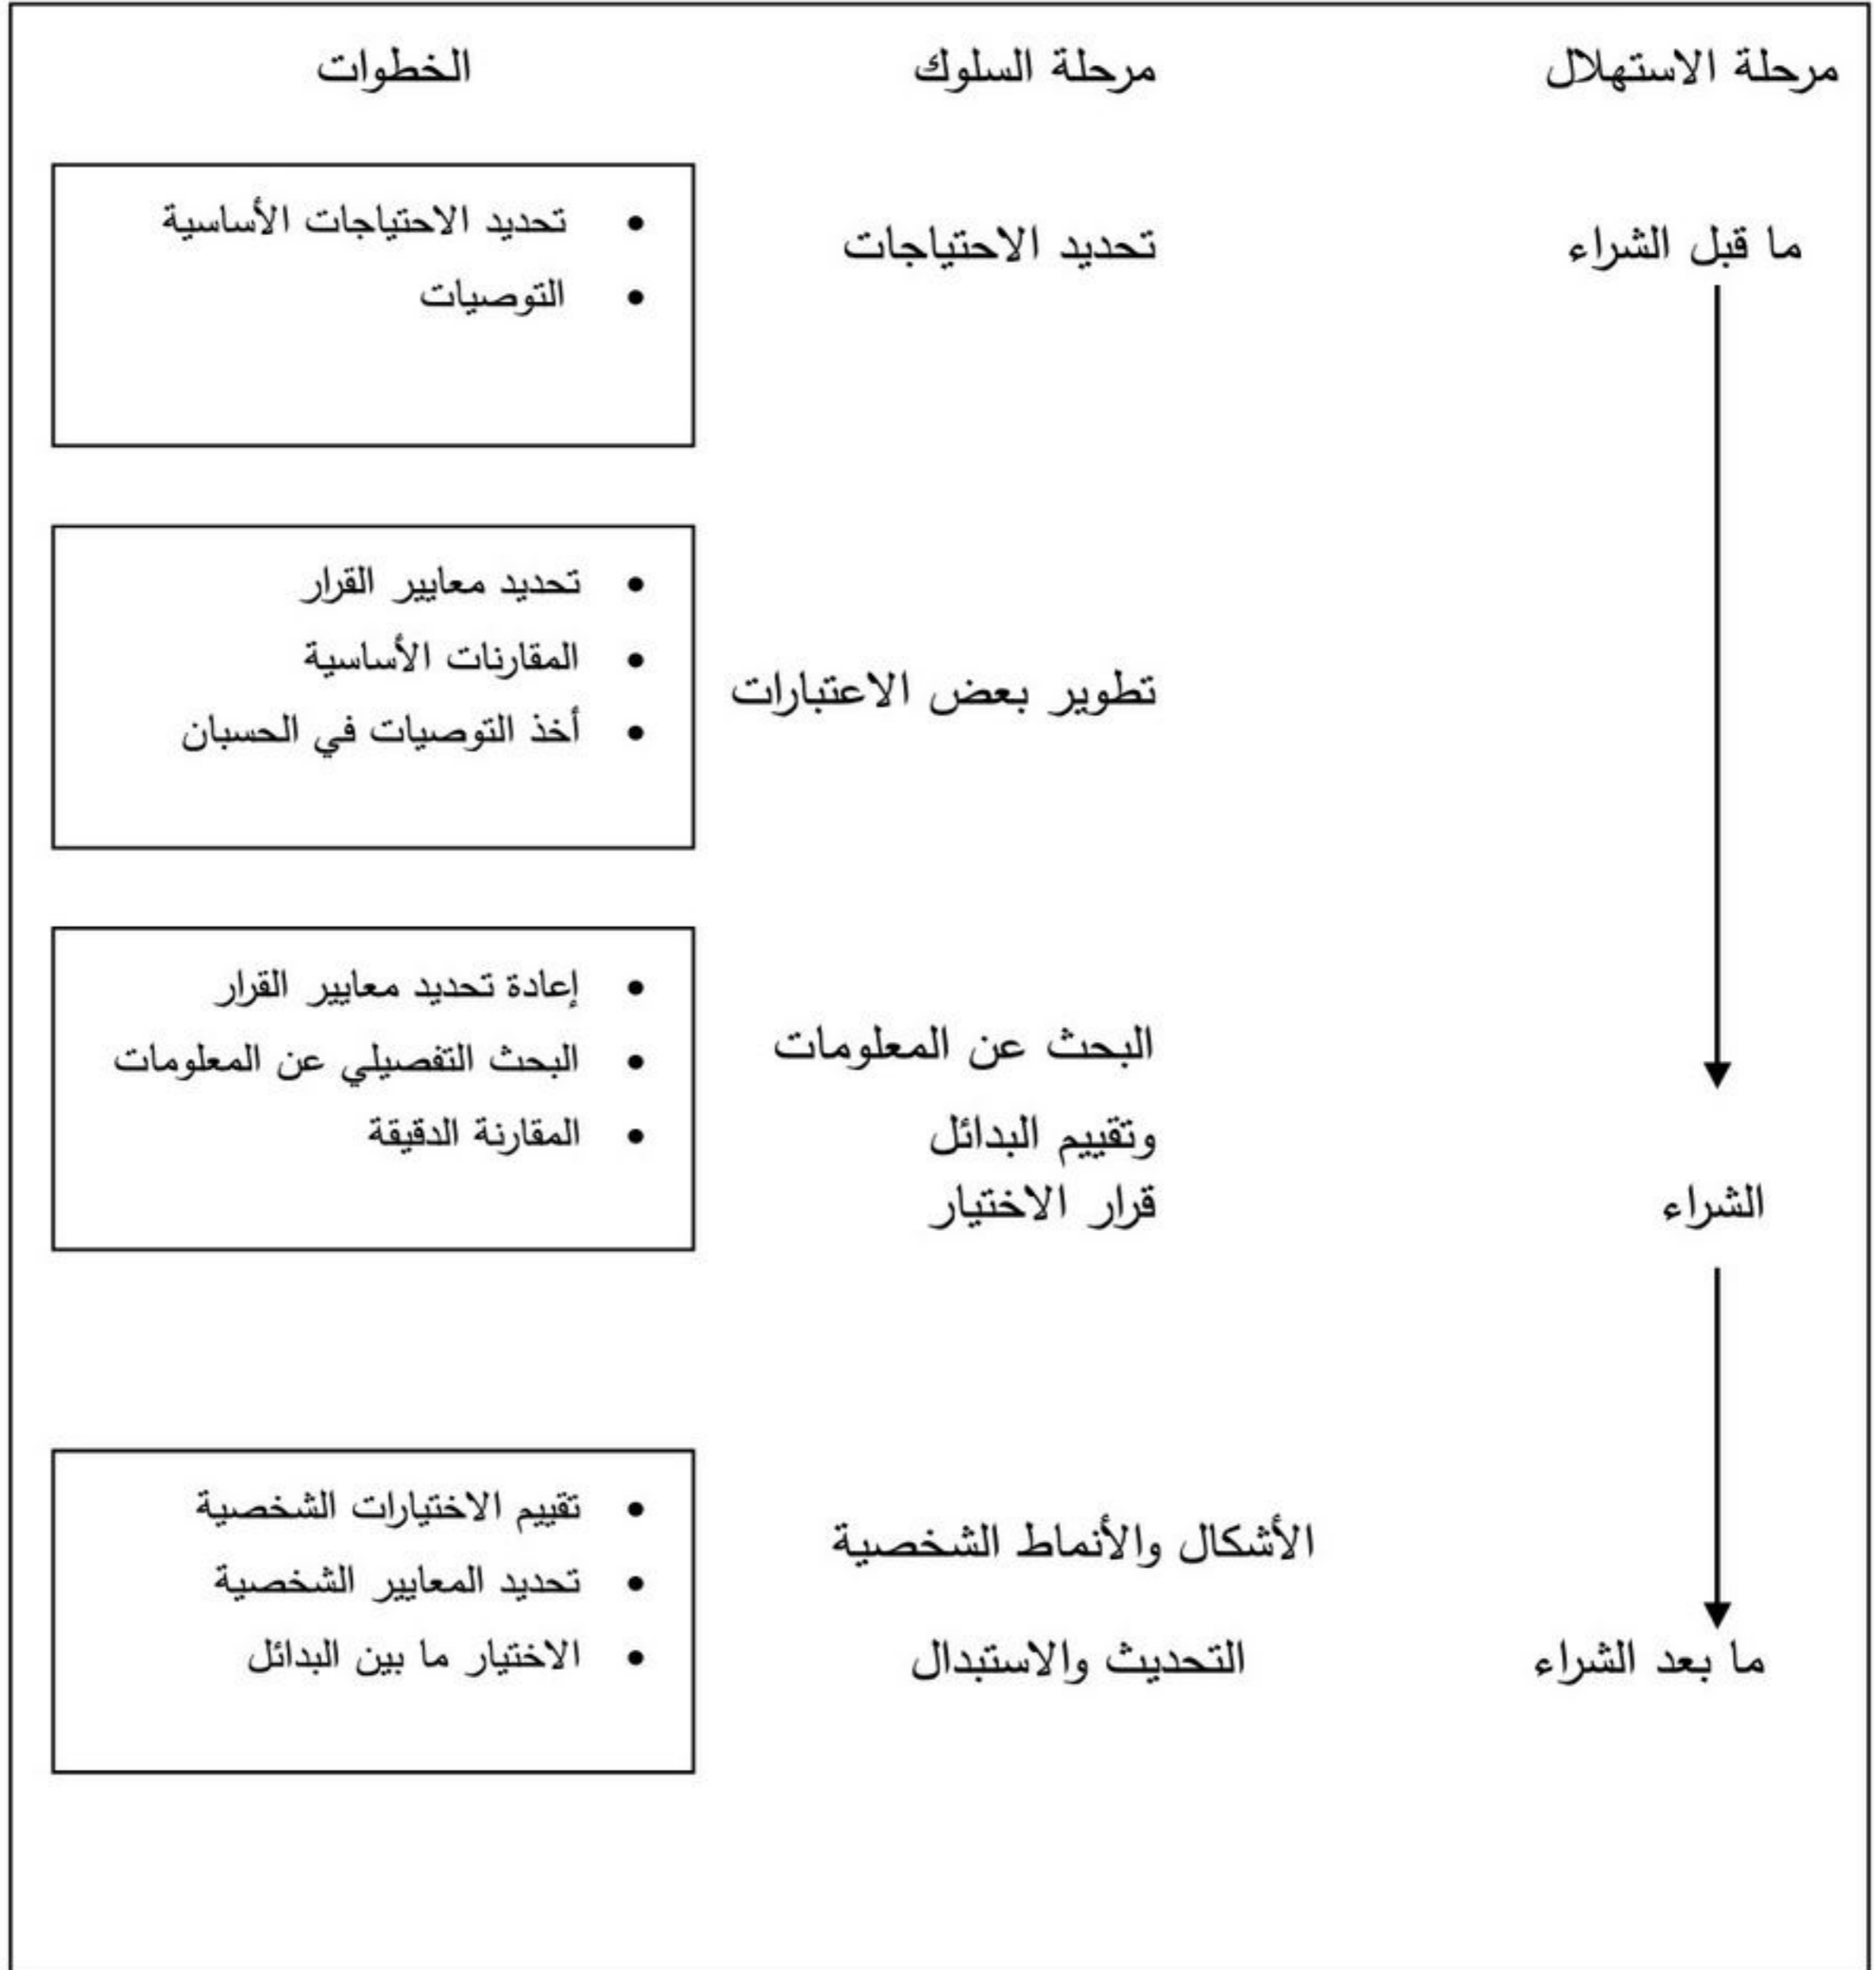 مرحلة الاستهلال
مرحلة السلوك
الخطوات
ما قبل الشراء
تحديد الاحتياجات
• تحديد الاحتياجات الأساسية
• التوصيات
تطوير بعض الاعتبارات
• تحديد معايير القرار
• المقارنات الأساسية
• أخذ التوصيات في الحسبان
الشراء
البحث عن المعلومات
وتقييم البدائل
قرار الاختيار
• إعادة تحديد معايير القرار
• البحث التفصيلي عن المعلومات
• المقارنة الدقيقة
ما بعد الشراء
الأشكال والأنماط الشخصية
التحديث والاستبدال
• تقييم الاختيارات الشخصية
• تحديد المعايير الشخصية
• الاختيار ما بين البدائل